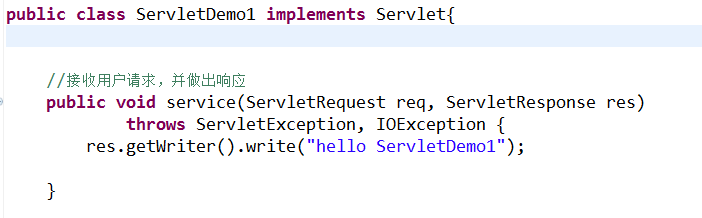 public class ServletDemo1 implements Servlet{
//接收用户请求，并做出响应
public void service(ServletRequest req, ServletResponse res)
throws ServletException, IOException {
res.getWriter().write("hello ServletDemo1");
}